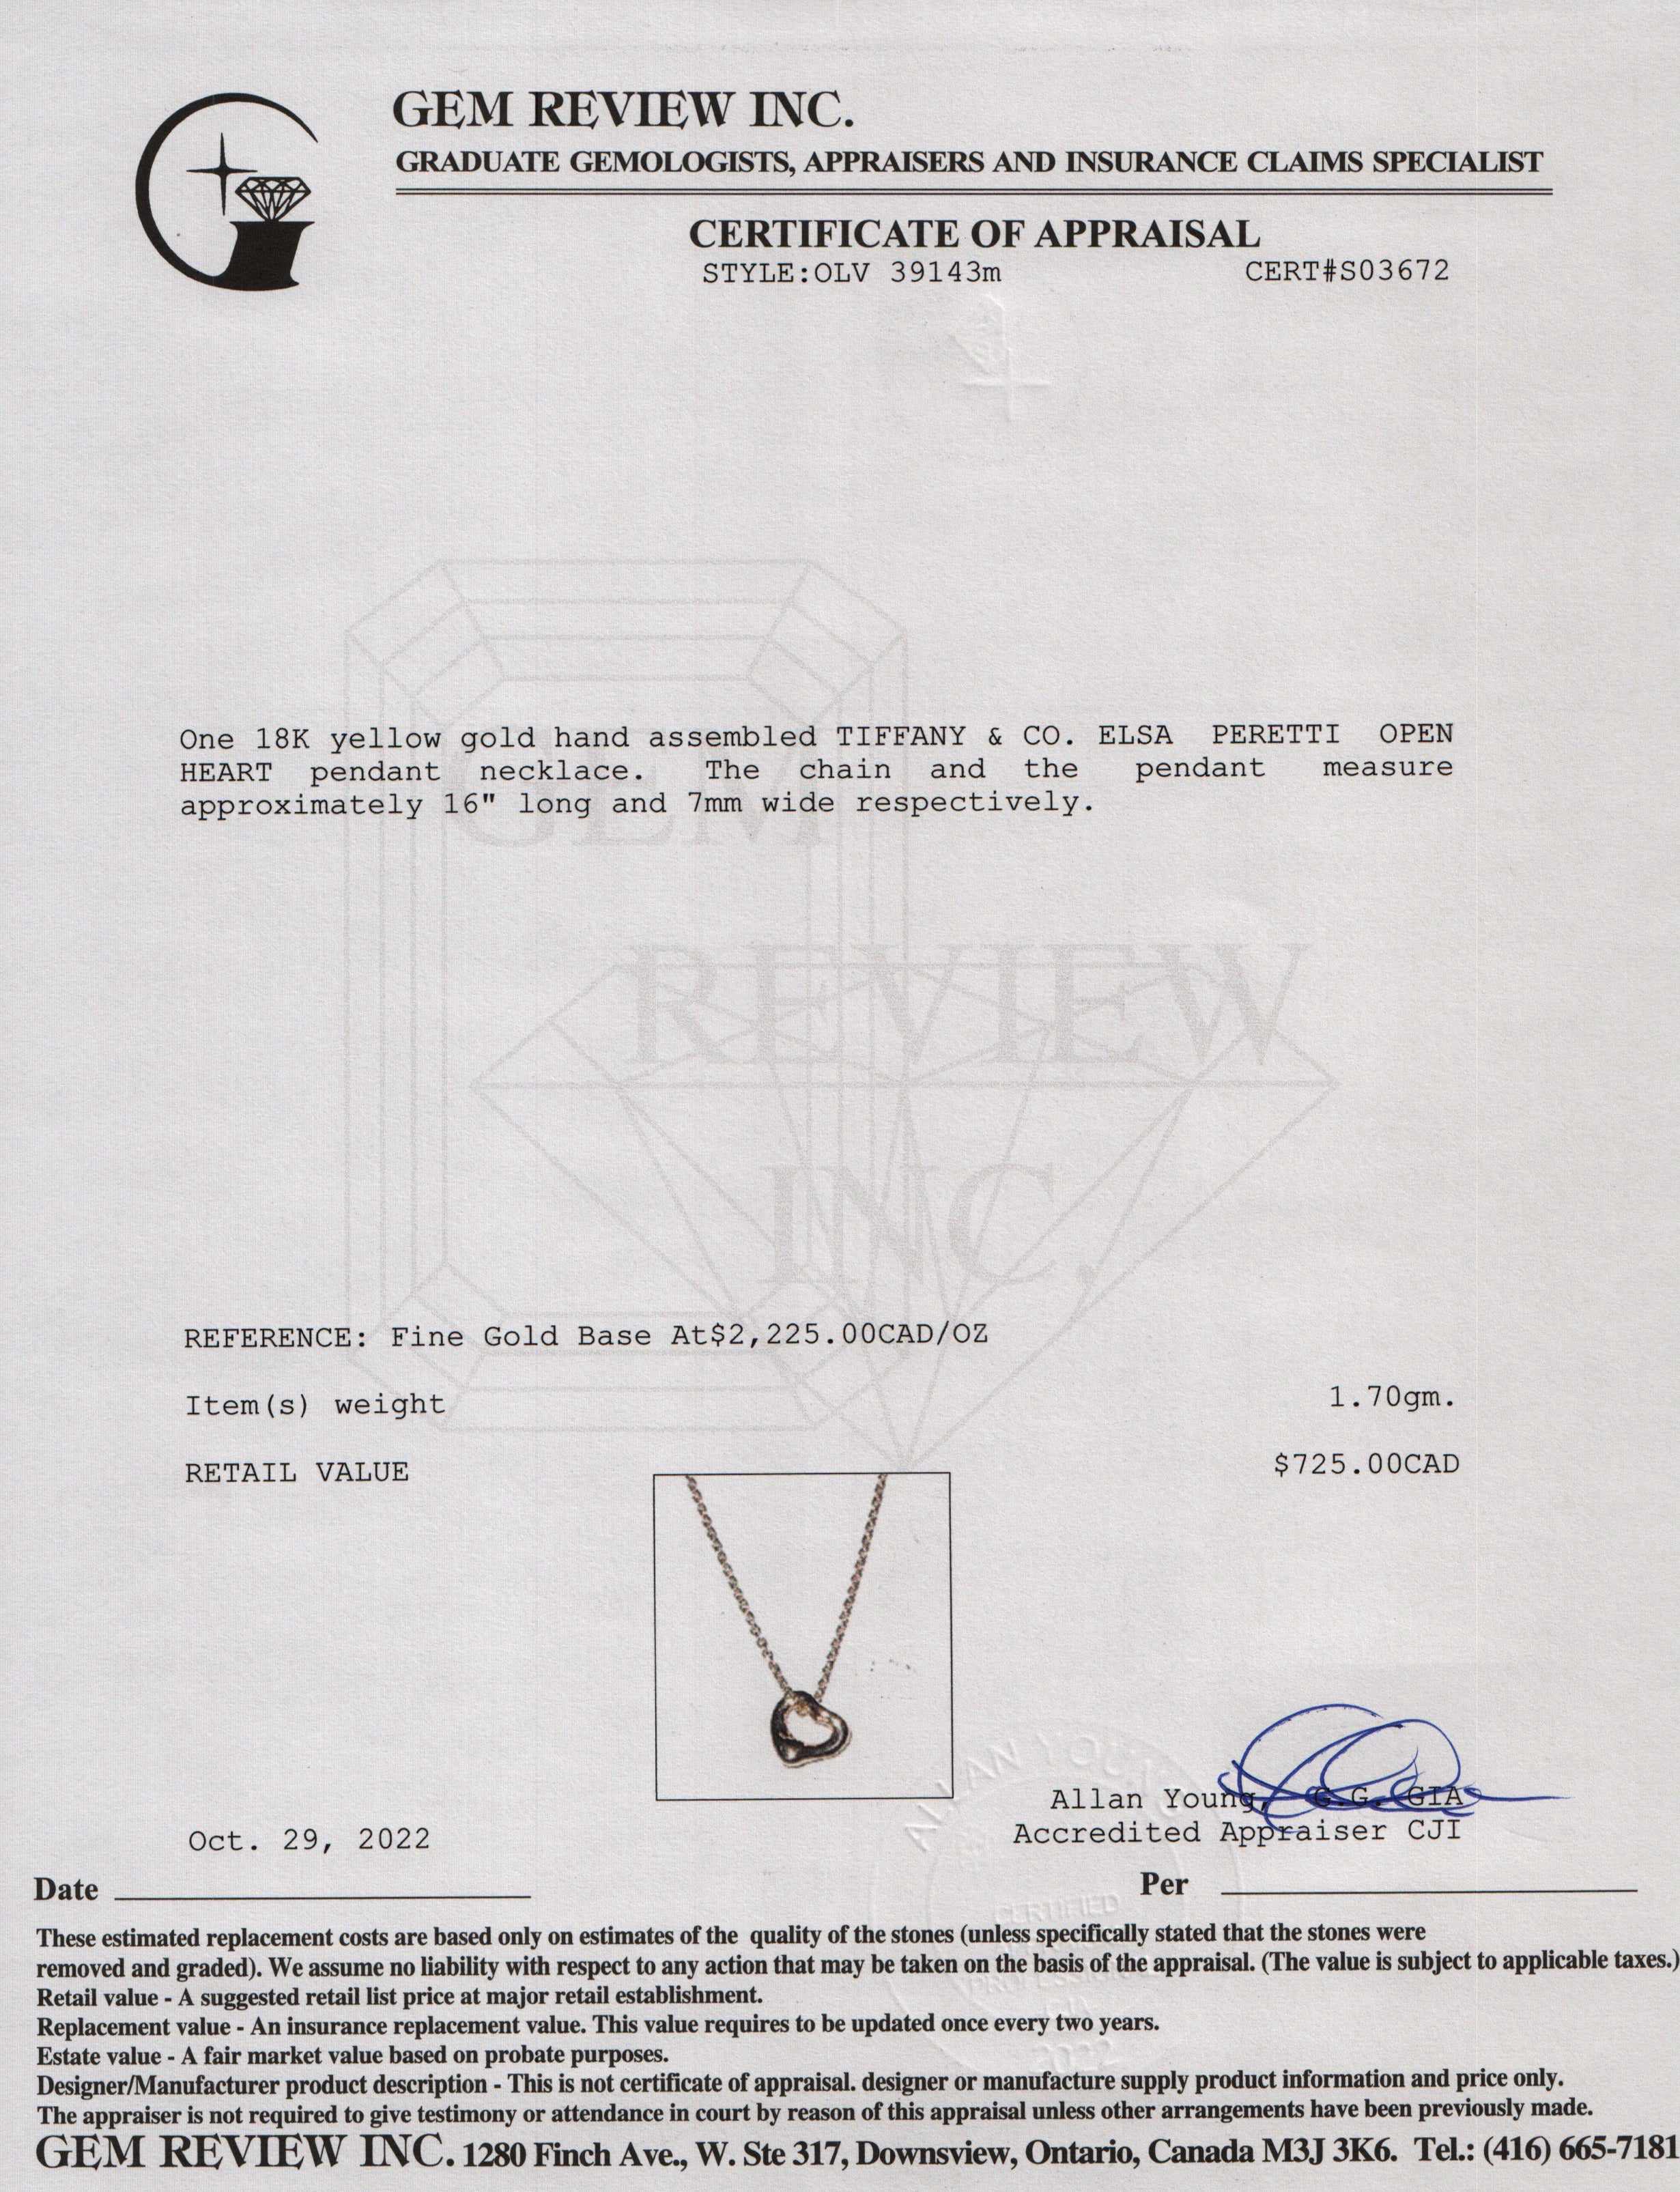 GEM REVIEW INC.
GRADUATE GEMOLOGISTS, APPRAISERS AND INSURANCE CLAIMS SPECIALIST
CERTIFICATE OF APPRAISAL
STYLE:OLV 39143m CERT#S03672
One 18K yellow gold hand assembled TIFFANY & CO. ELSA PERETTI OPEN
HEART pendant necklace. The chain and the pendant measure
approximately 16" long and 7mm wide respectively.
GEM
REVIEW
INC.
REFERENCE: Fine Gold Base At$2,225.00CAD/OZ
Item(s) weight 1.70gm.
RETAIL VALUE $725.00CAD
ALLAN YOUNG
Allan Young, G.G. GIA
Oct. 29, 2022 Accredited Appraiser CJI
Date Per
CERTIFIED
2022
These estimated replacement costs are based only on estimates of the quality of the stones (unless specifically stated that the stones were
removed and graded). We assume no liability with respect to any action that may be taken on the basis of the appraisal. (The value is subject to applicable taxes.)
Retail value - A suggested retail list price at major retail establishment.
Replacement value - An insurance replacement value. This value requires to be updated once every two years.
Estate value - A fair market value based on probate purposes.
Designer/Manufacturer product description - This is not certificate of appraisal. designer or manufacture supply product information and price only.
The appraiser is not required to give testimony or attendance in court by reason of this appraisal unless other arrangements have been previously made.
GEM REVIEW INC. 1280 Finch Ave., W. Ste 317, Downsview, Ontario, Canada M3J 3K6. Tel.: (416) 665-7181